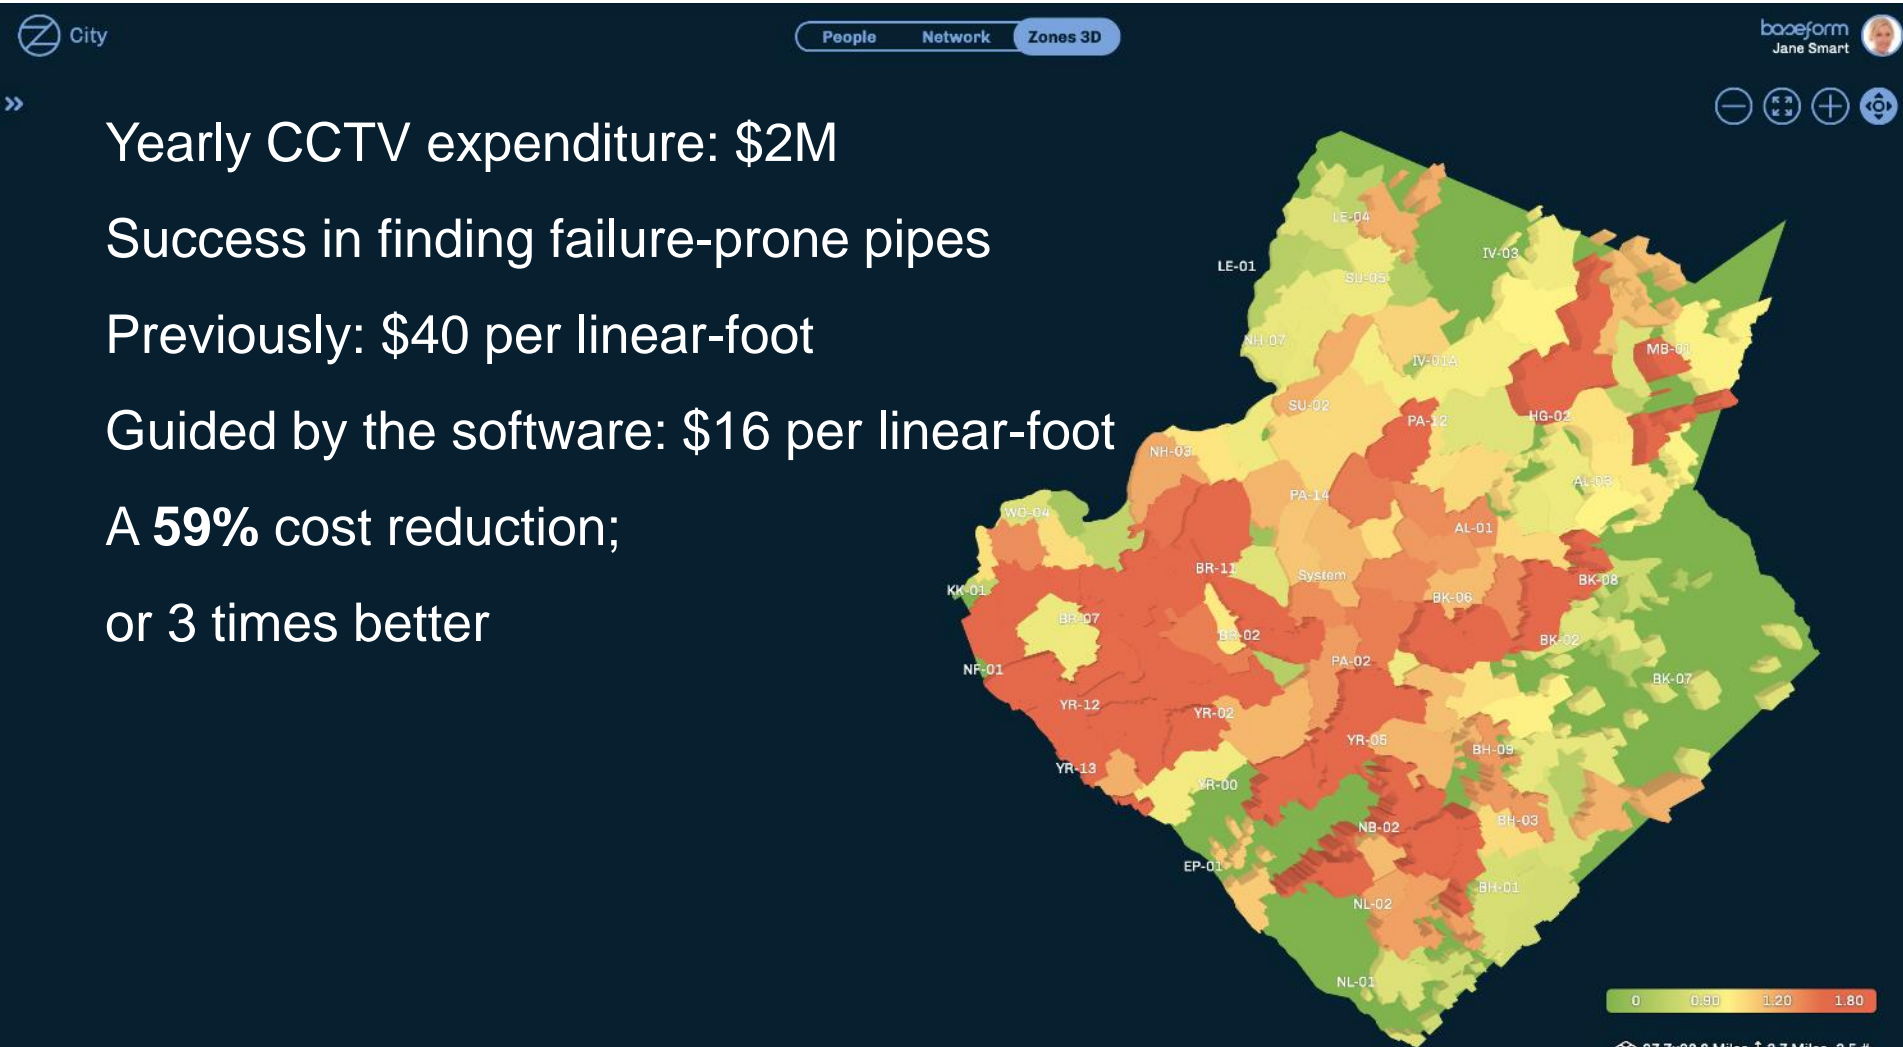 City
People Network Zones 3D
baseform
Jane Smart
Yearly CCTV expenditure: $2M
Success in finding failure-prone pipes
Previously: $40 per linear-foot
Guided by the software: $16 per linear-foot
A 59% cost reduction;
or 3 times better
LE-04
IV-03
LE-01
SU-05
NH-07
MB-01
IV-01A
SU-02
HG-02
PA-12
NH-03
AL-03
PA-14
WO-04
AL-01
BR-11
System
BK-08
KK-01
BK-06
BR-07
BR-02
BK-02
PA-02
NF-01
BK-07
YR-12
YR-02
YR-05
BH-09
YR-13
YR-00
BH-03
NB-02
EP-01
BH-01
NL-02
NL-01
0 0.90 1.20 1.80